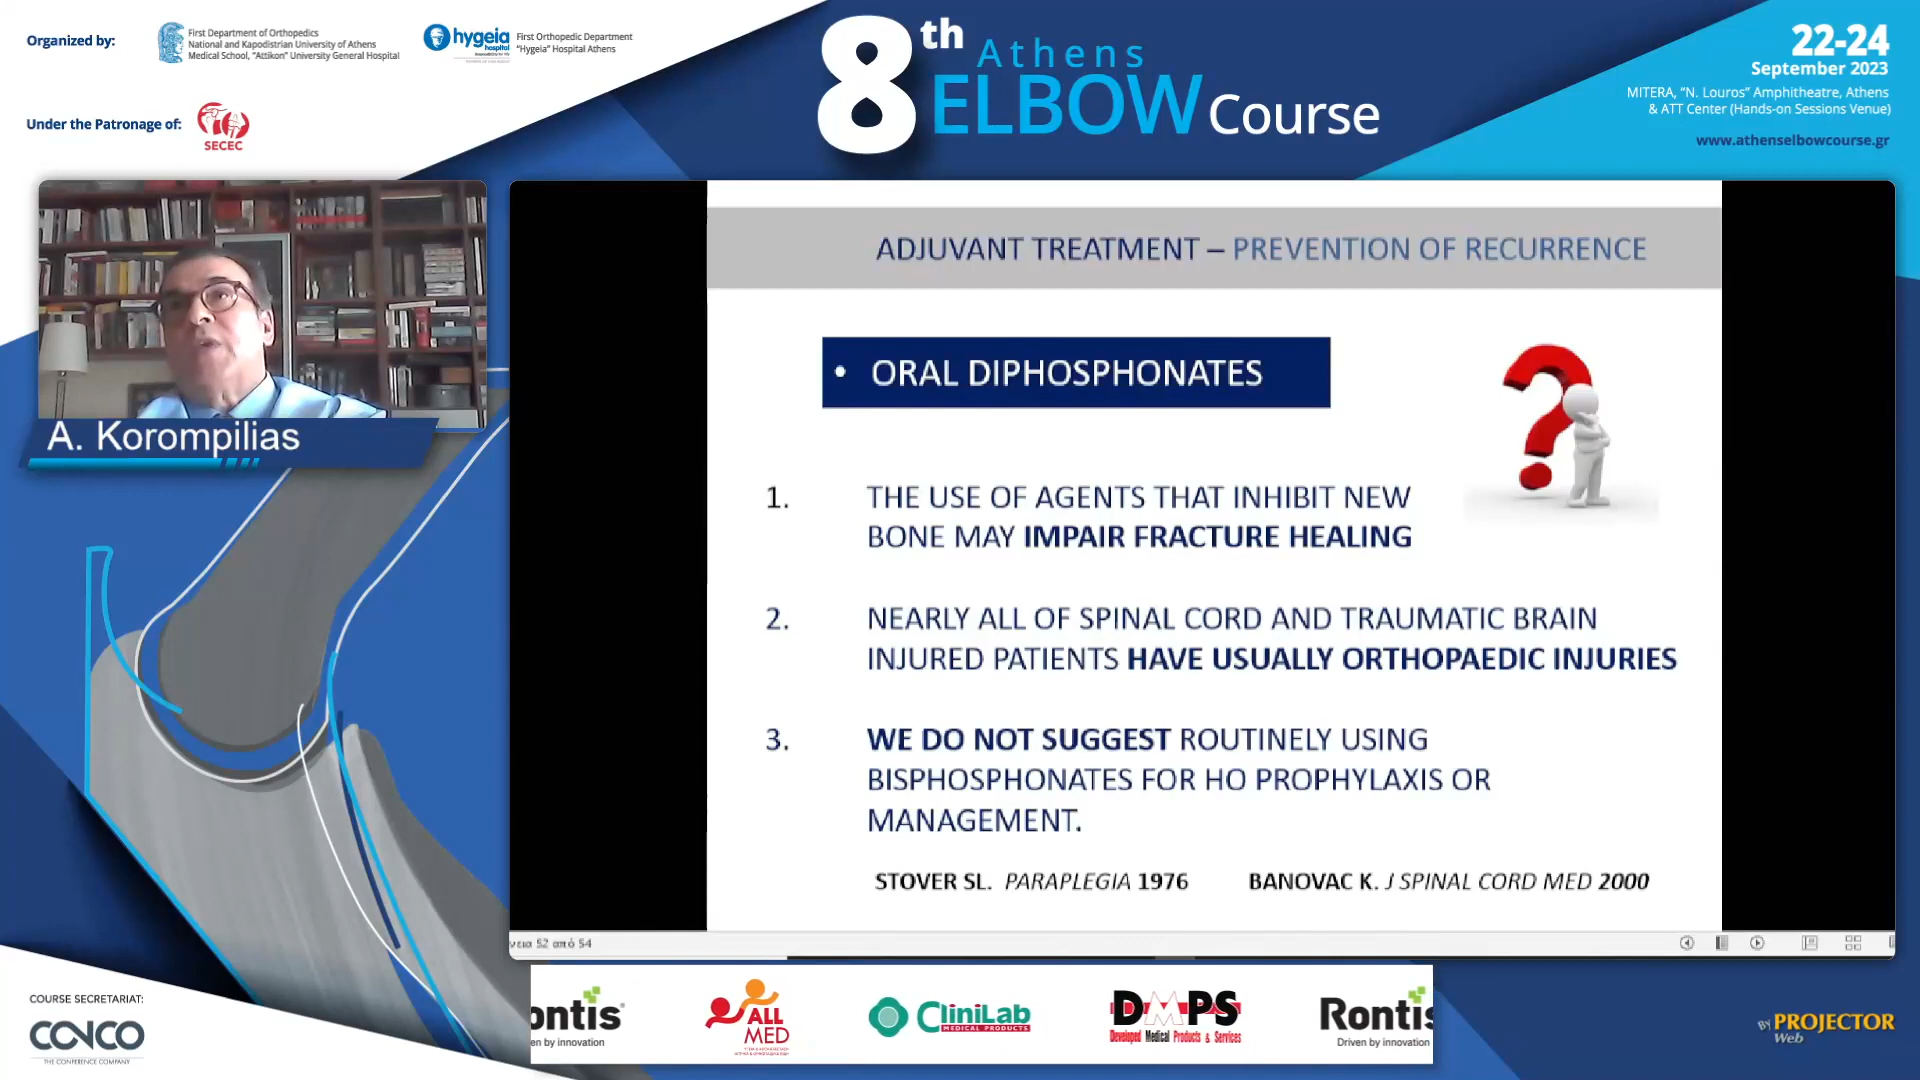 Organized by:
First Department of Orthopedics
National and Kapodistrian University of Athens
Medical School, "Attikon" University General Hospital
hygeia
hospital
First Orthopedic Department
"Hygeia" Hospital Athens
Under the Patronage of:
SECEC
8th Athens
ELBOW Course
22-24
September 2023
MITERA, "N. Louros" Amphitheatre, Athens
& ATT Center (Hands-on Sessions Venue)
www.athenselbowcourse.gr
A. Korompilias
ADJUVANT TREATMENT – PREVENTION OF RECURRENCE
• ORAL DIPHOSPHONATES
1. THE USE OF AGENTS THAT INHIBIT NEW
BONE MAY IMPAIR FRACTURE HEALING
2. NEARLY ALL OF SPINAL CORD AND TRAUMATIC BRAIN
INJURED PATIENTS HAVE USUALLY ORTHOPAEDIC INJURIES
3. WE DO NOT SUGGEST ROUTINELY USING
BISPHOSPHONATES FOR HO PROPHYLAXIS OR
MANAGEMENT.
STOVER SL. PARAPLEGIA 1976 BANOVAC K. J SPINAL CORD MED 2000
νεια 52 από 54
COURSE SECRETARIAT:
CONCO
THE CONFERENCE COMPANY
ontis
en by innovation
ALL
MED
CliniLab
MEDICAL PRODUCTS
DMPS
Developed Medical Products & Services
Rontis
Driven by innovation
By PROJECTOR
Web